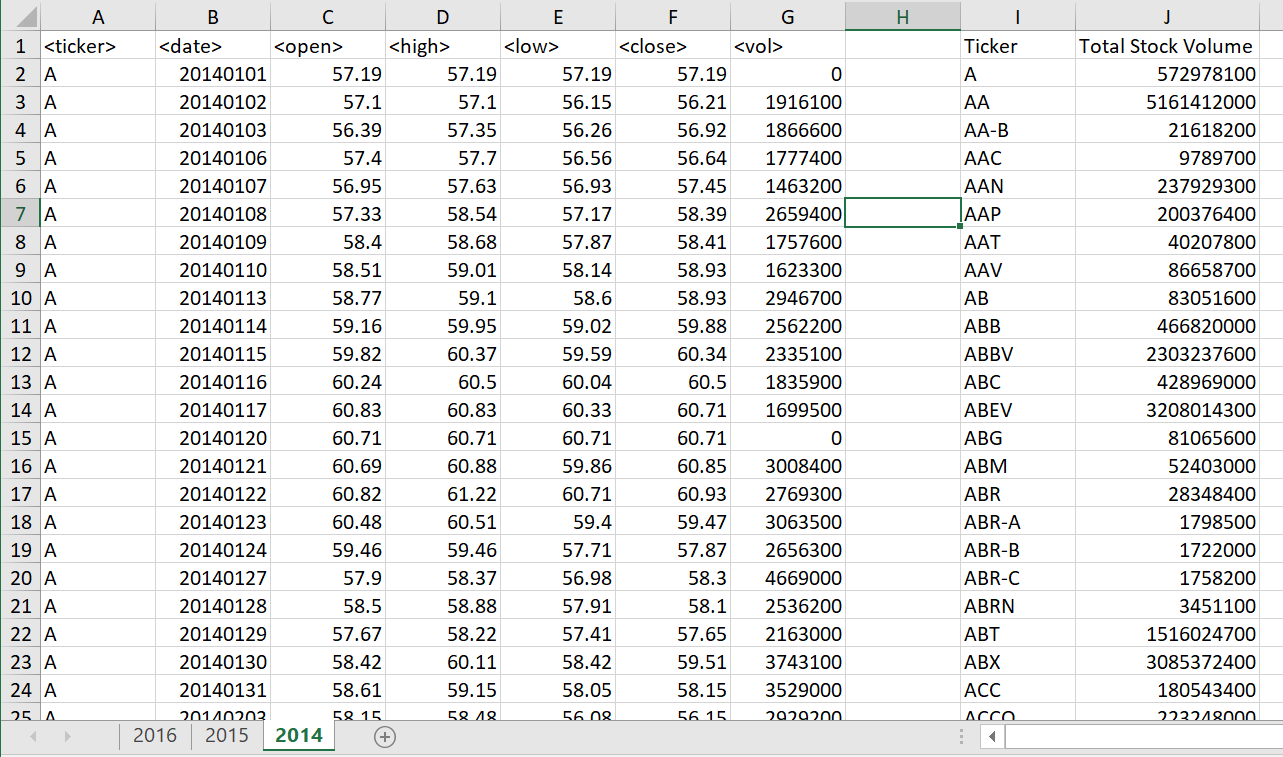 A B C D E F G H I J
1 <ticker> <date> <open> <high> <low> <close> <vol> Ticker Total Stock Volume
2 A 20140101 57.19 57.19 57.19 57.19 0 A 572978100
3 A 20140102 57.1 57.1 56.15 56.21 1916100 AA 5161412000
4 A 20140103 56.39 57.35 56.26 56.92 1866600 AA-B 21618200
5 A 20140106 57.4 57.7 56.56 56.64 1777400 AAC 9789700
6 A 20140107 56.95 57.63 56.93 57.45 1463200 AAN 237929300
7 A 20140108 57.33 58.54 57.17 58.39 2659400 AAP 200376400
8 A 20140109 58.4 58.68 57.87 58.41 1757600 AAT 40207800
9 A 20140110 58.51 59.01 58.14 58.93 1623300 AAV 86658700
10 A 20140113 58.77 59.1 58.6 58.93 2946700 AB 83051600
11 A 20140114 59.16 59.95 59.02 59.88 2562200 ABB 466820000
12 A 20140115 59.82 60.37 59.59 60.34 2335100 ABBV 2303237600
13 A 20140116 60.24 60.5 60.04 60.5 1835900 ABC 428969000
14 A 20140117 60.83 60.83 60.33 60.71 1699500 ABEV 3208014300
15 A 20140120 60.71 60.71 60.71 60.71 0 ABG 81065600
16 A 20140121 60.69 60.88 59.86 60.85 3008400 ABM 52403000
17 A 20140122 60.82 61.22 60.71 60.93 2769300 ABR 28348400
18 A 20140123 60.48 60.51 59.4 59.47 3063500 ABR-A 1798500
19 A 20140124 59.46 59.46 57.71 57.87 2656300 ABR-B 1722000
20 A 20140127 57.9 58.37 56.98 58.3 4669000 ABR-C 1758200
21 A 20140128 58.5 58.88 57.91 58.1 2536200 ABRN 3451100
22 A 20140129 57.67 58.22 57.41 57.65 2163000 ABT 1516024700
23 A 20140130 58.42 60.11 58.42 59.51 3743100 ABX 3085372400
24 A 20140131 58.61 59.15 58.05 58.15 3529000 ACC 180543400
25 A 20140203 58.15 58.48 56.08 56.15 2929200 ACCO 223248000
2016 2015 2014